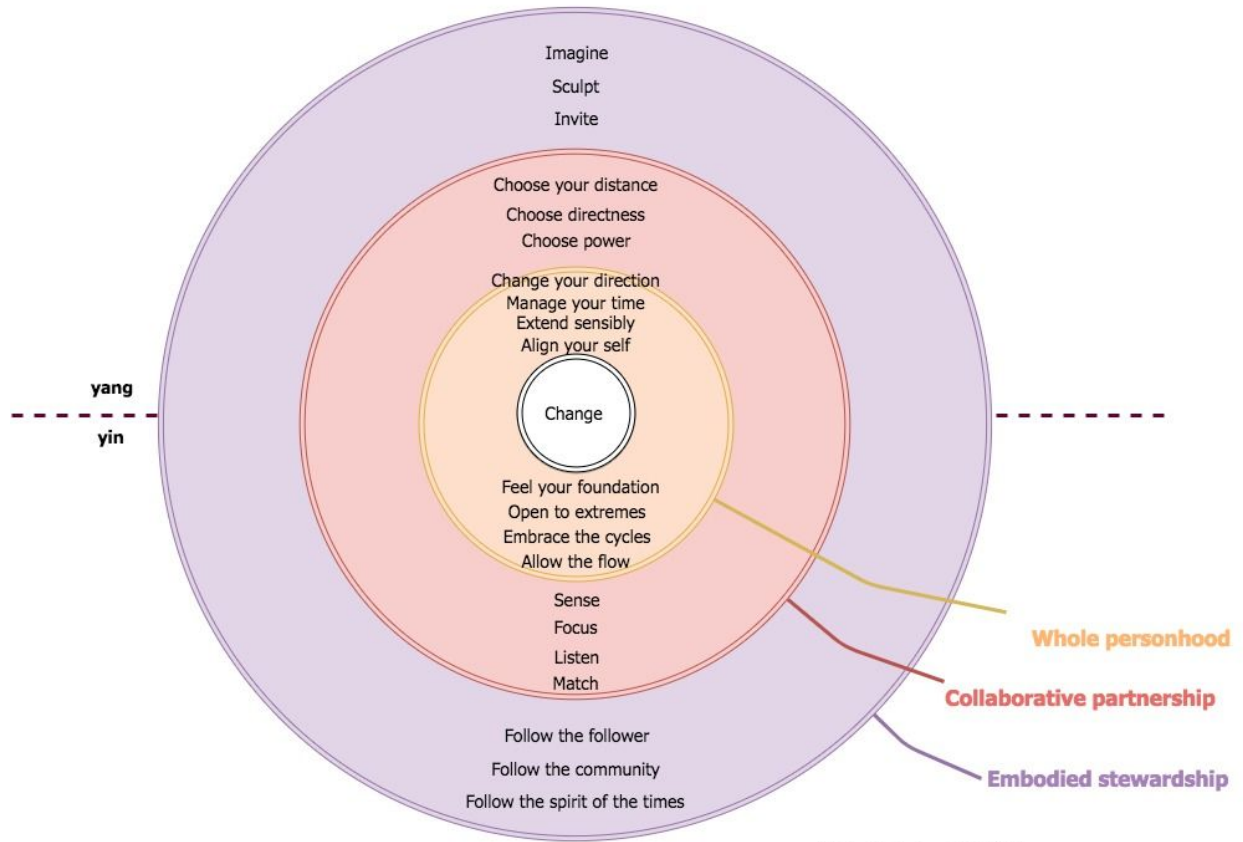 Imagine
Sculpt
Invite
Choose your distance
Choose directness
Choose power
Change your direction
Manage your time
Extend sensibly
Align your self
yang
Change
yin
Feel your foundation
Open to extremes
Embrace the cycles
Allow the flow
Sense
Focus
Listen
Match
Follow the follower
Follow the community
Follow the spirit of the times
Whole personhood
Collaborative partnership
Embodied stewardship